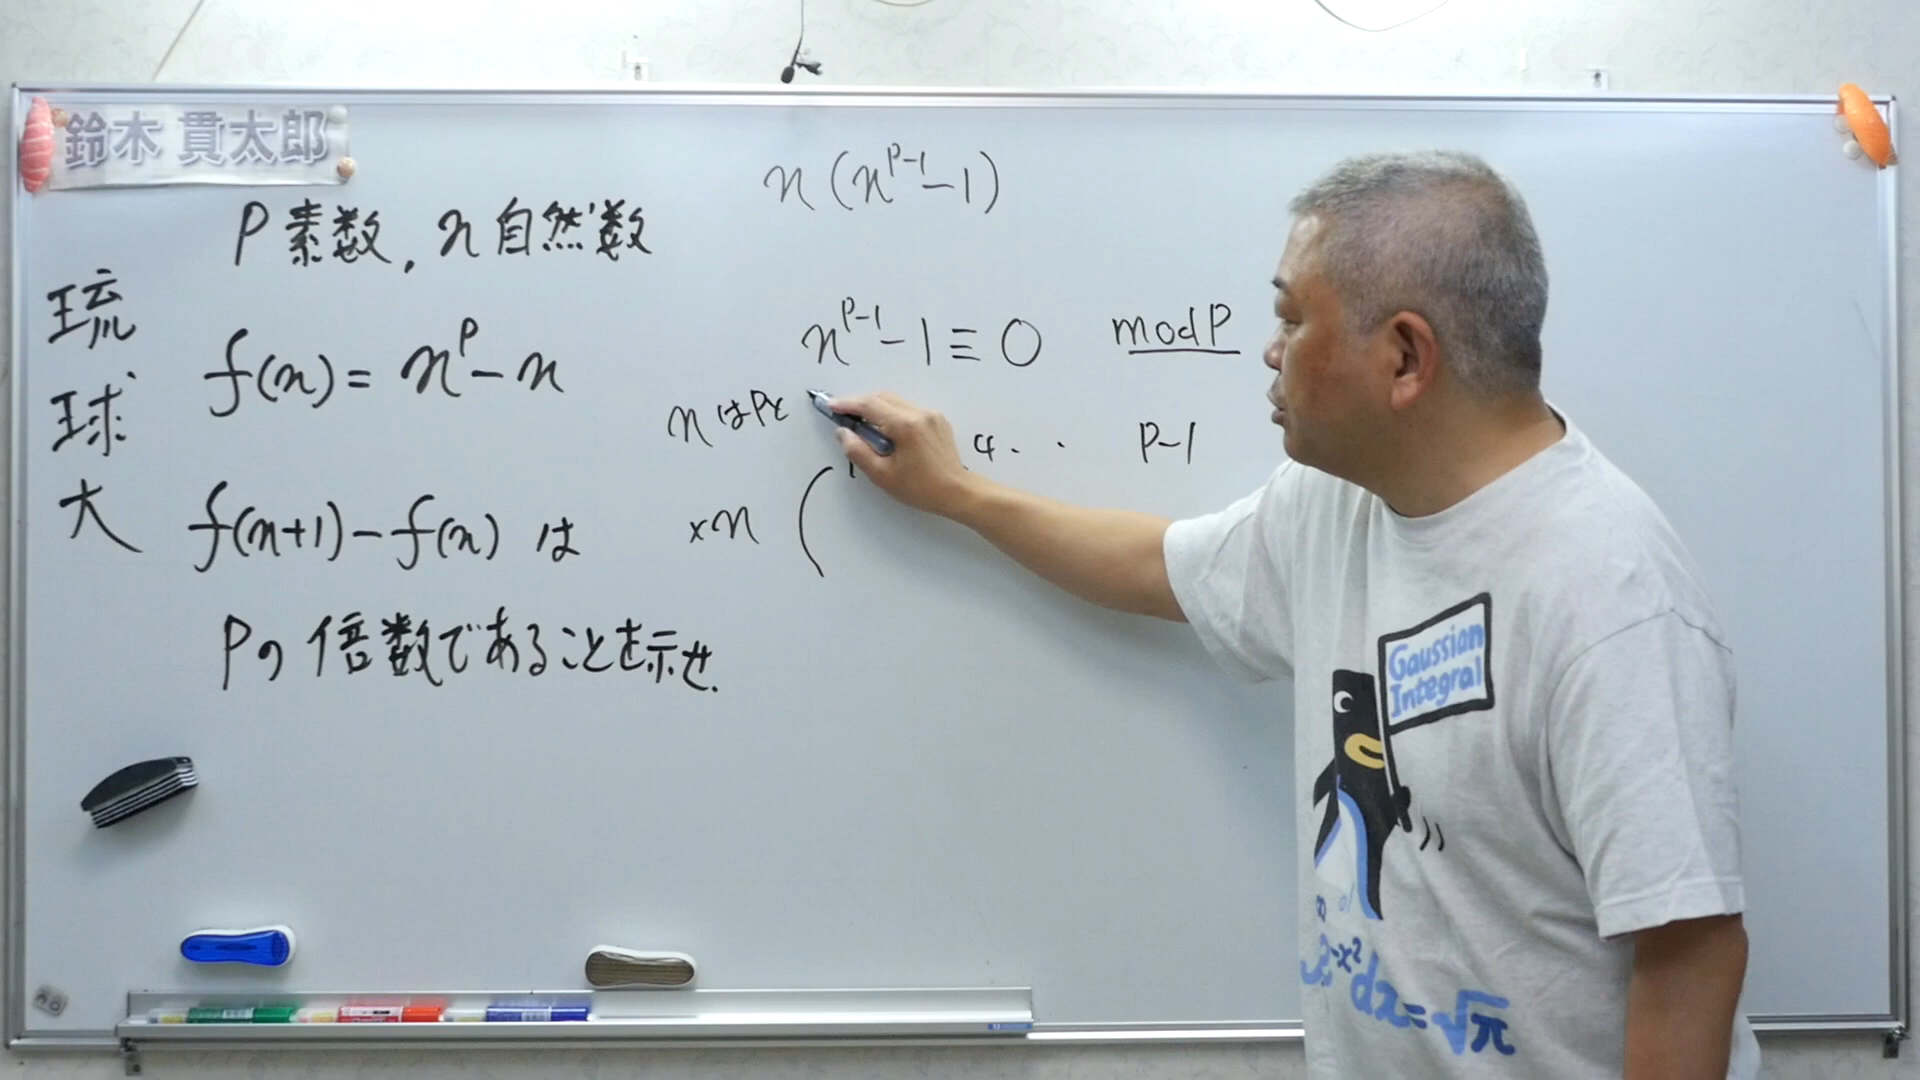 鈴木 貫太郎
琉球大
P素数, n自然数
f(n)= n^p-n
f(n+1)-f(n) は
Pの倍数であることを示せ.
n(n^{p-1}-1)
n^{p-1}-1≡0 mod P
nはPと
4. . P-1
×n (
Gaussian
Integral
dx=√π